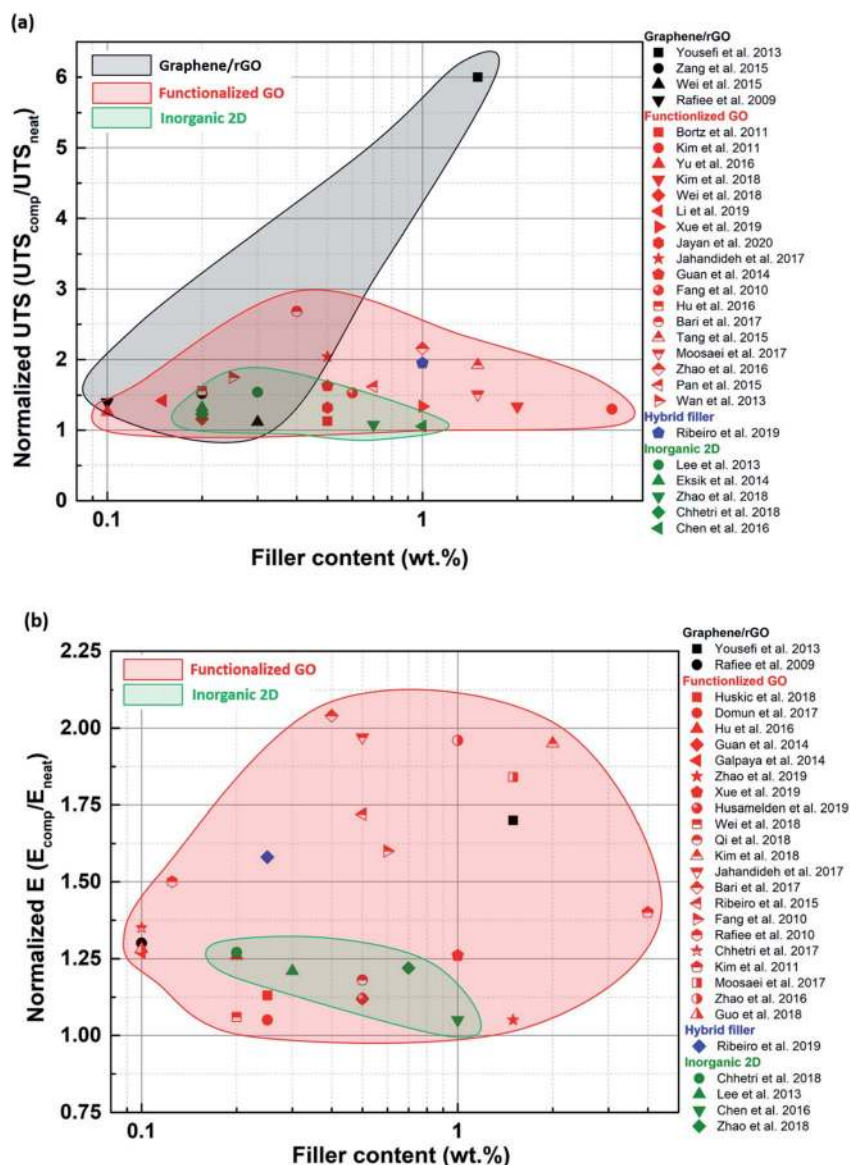 (a)
Normalized UTS (UTScomp/UTSneat)
6
5
4
3
2
1
0
0.1
1
Filler content (wt.%)
Graphene/rGO
Functionalized GO
Inorganic 2D
Graphene/rGO
Yousefi et al. 2013
Zang et al. 2015
Wei et al. 2015
Rafiee et al. 2009
Functionlized GO
Bortz et al. 2011
Kim et al. 2011
Yu et al. 2016
Kim et al. 2018
Wei et al. 2018
Li et al. 2019
Xue et al. 2019
Jayan et al. 2020
Jahandideh et al. 2017
Guan et al. 2014
Fang et al. 2010
Hu et al. 2016
Bari et al. 2017
Tang et al. 2015
Moosaei et al. 2017
Zhao et al. 2016
Pan et al. 2015
Wan et al. 2013
Hybrid filler
Ribeiro et al. 2019
Inorganic 2D
Lee et al. 2013
Eksik et al. 2014
Zhao et al. 2018
Chhetri et al. 2018
Chen et al. 2016
(b)
Normalized E (Ecomp/Eneat)
2.25
2.00
1.75
1.50
1.25
1.00
0.75
0.1
1
Filler content (wt.%)
Functionalized GO
Inorganic 2D
Graphene/rGO
Yousefi et al. 2013
Rafiee et al. 2009
Functionlized GO
Huskic et al. 2018
Domun et al. 2017
Hu et al. 2016
Guan et al. 2014
Galpaya et al. 2014
Zhao et al. 2019
Xue et al. 2019
Husamelden et al. 2019
Wei et al. 2018
Qi et al. 2018
Kim et al. 2018
Jahandideh et al. 2017
Bari et al. 2017
Ribeiro et al. 2015
Fang et al. 2010
Rafiee et al. 2010
Chhetri et al. 2017
Kim et al. 2011
Moosaei et al. 2017
Zhao et al. 2016
Guo et al. 2018
Hybrid filler
Ribeiro et al. 2019
Inorganic 2D
Chhetri et al. 2018
Lee et al. 2013
Chen et al. 2016
Zhao et al. 2018